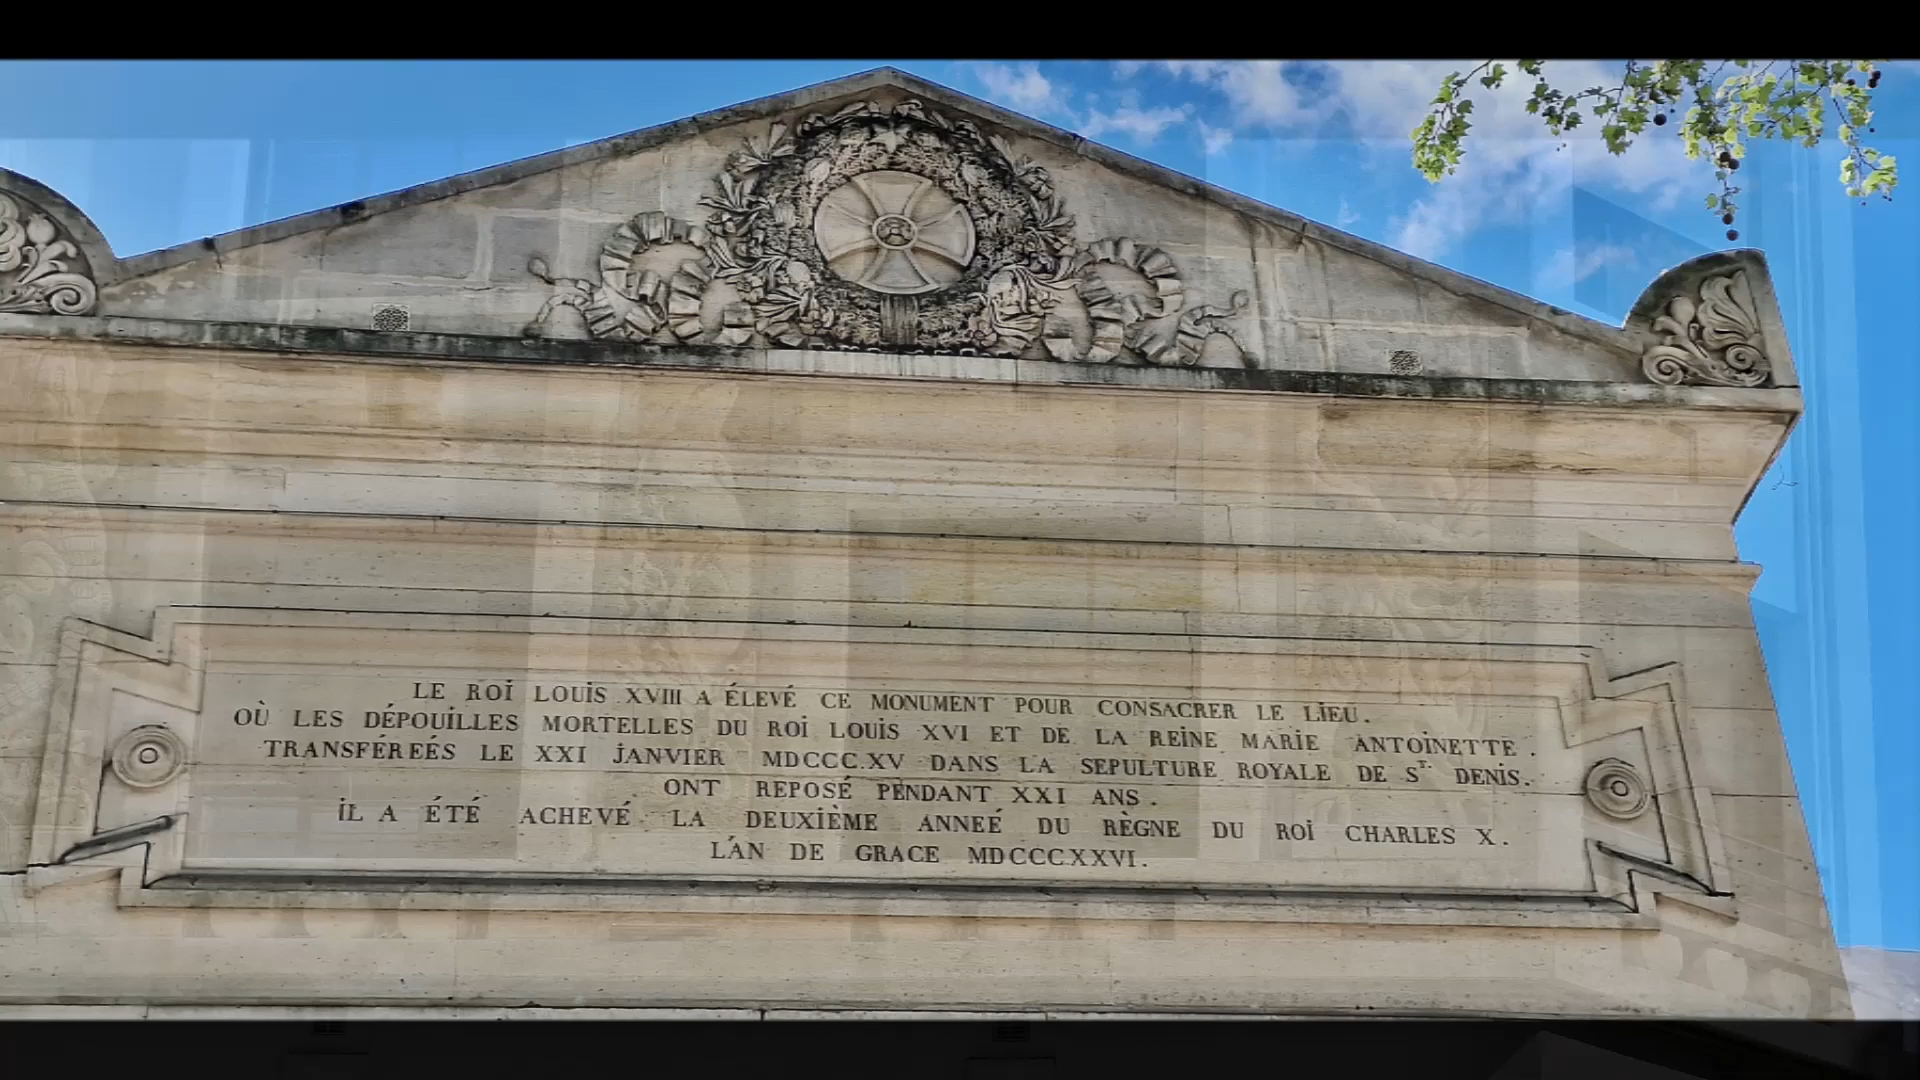 LE ROI LOUIS XVIII A ÉLEVÉ CE MONUMENT POUR CONSACRER LE LIEU.
OÙ LES DÉPOUILLES MORTELLES DU ROI LOUIS XVI ET DE LA REINE MARIE ANTOINETTE.
TRANSFÉREÉS LE XXI JANVIER MDCCC.XV DANS LA SEPULTURE ROYALE DE ST. DENIS.
ONT REPOSÉ PENDANT XXI ANS.
IL A ÉTÉ ACHEVÉ LA DEUXIÈME ANNEÉ DU RÈGNE DU ROI CHARLES X.
L'AN DE GRACE MDCCCXXVI.